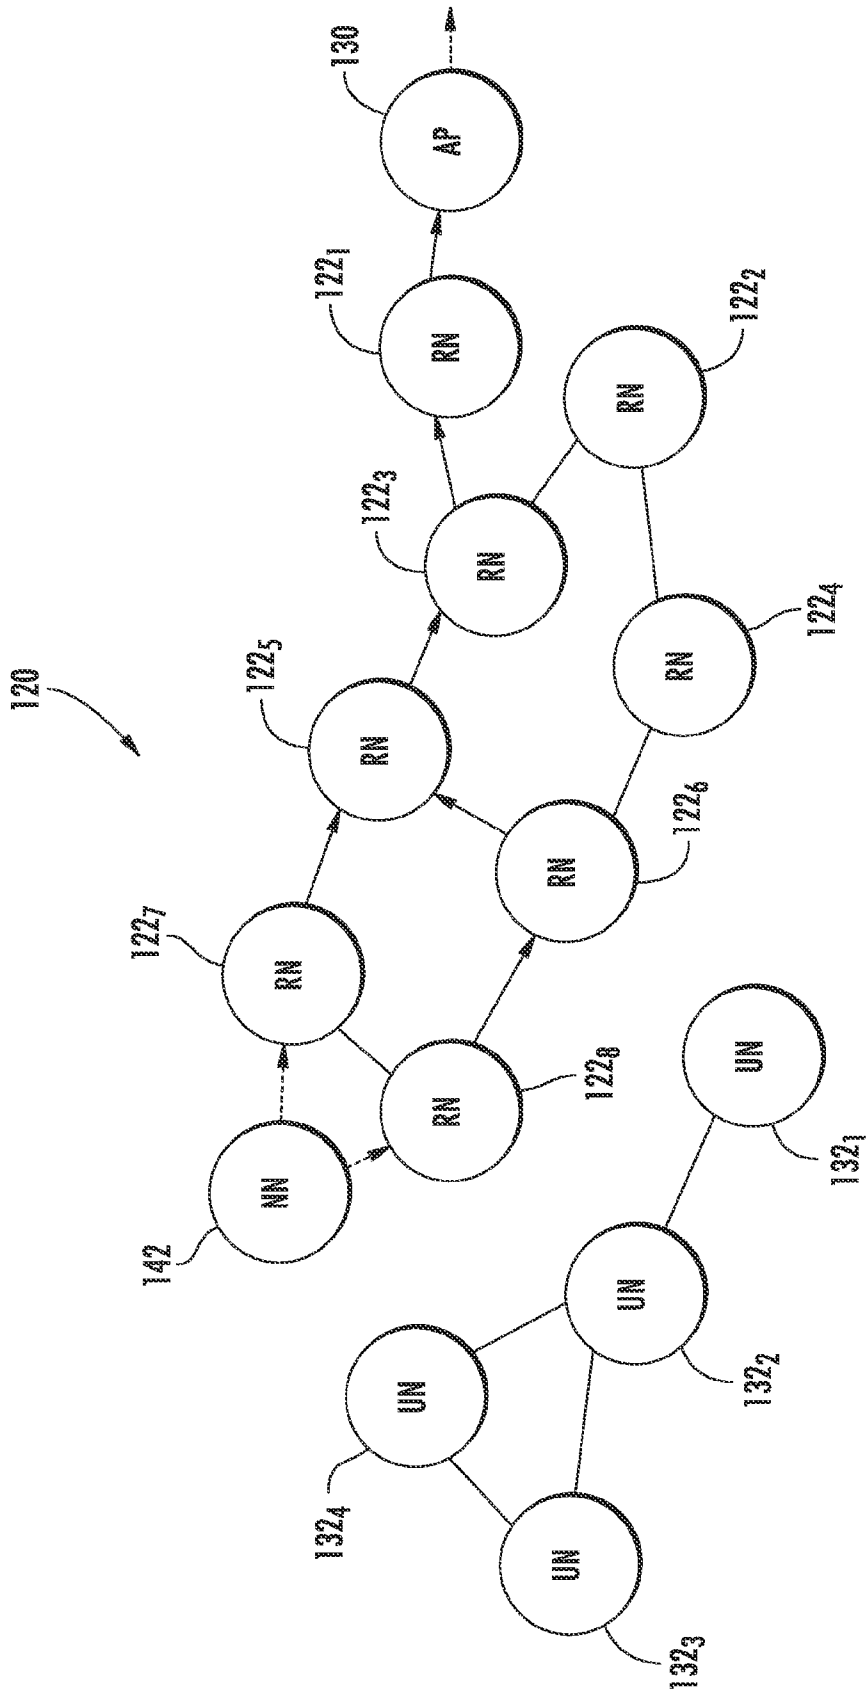 120
142
NN
122₇
RN
122₈
RN
122₅
RN
122₆
RN
122₃
RN
122₄
RN
122₁
RN
122₂
RN
130
AP
132₃
UN
132₄
UN
132₂
UN
132₁
UN